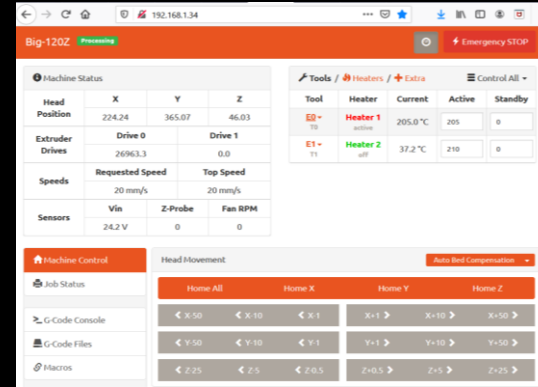 192.168.1.34
Big-120Z Processing
Emergency STOP
Machine Status
Tools / Heaters / Extra
Control All
Head Position
X Y Z
224.24 365.07 46.03
Extruder Drives
Drive 0 Drive 1
26963.3 0.0
Speeds
Requested Speed Top Speed
20 mm/s 20 mm/s
Sensors
Vin Z-Probe Fan RPM
24.2 V 0 0
Tool Heater Current Active Standby
E0 Heater 1 205.0 °C 205 0
T0 active
E1 Heater 2 37.2 °C 210 0
T1 off
Machine Control
Job Status
G-Code Console
G-Code Files
Macros
Head Movement
Auto Bed Compensation
Home All Home X Home Y Home Z
X-50 X-10 X-1 X+1 X+10 X+50
Y-50 Y-10 Y-1 Y+1 Y+10 Y+50
Z-25 Z-5 Z-0.5 Z+0.5 Z+5 Z+25